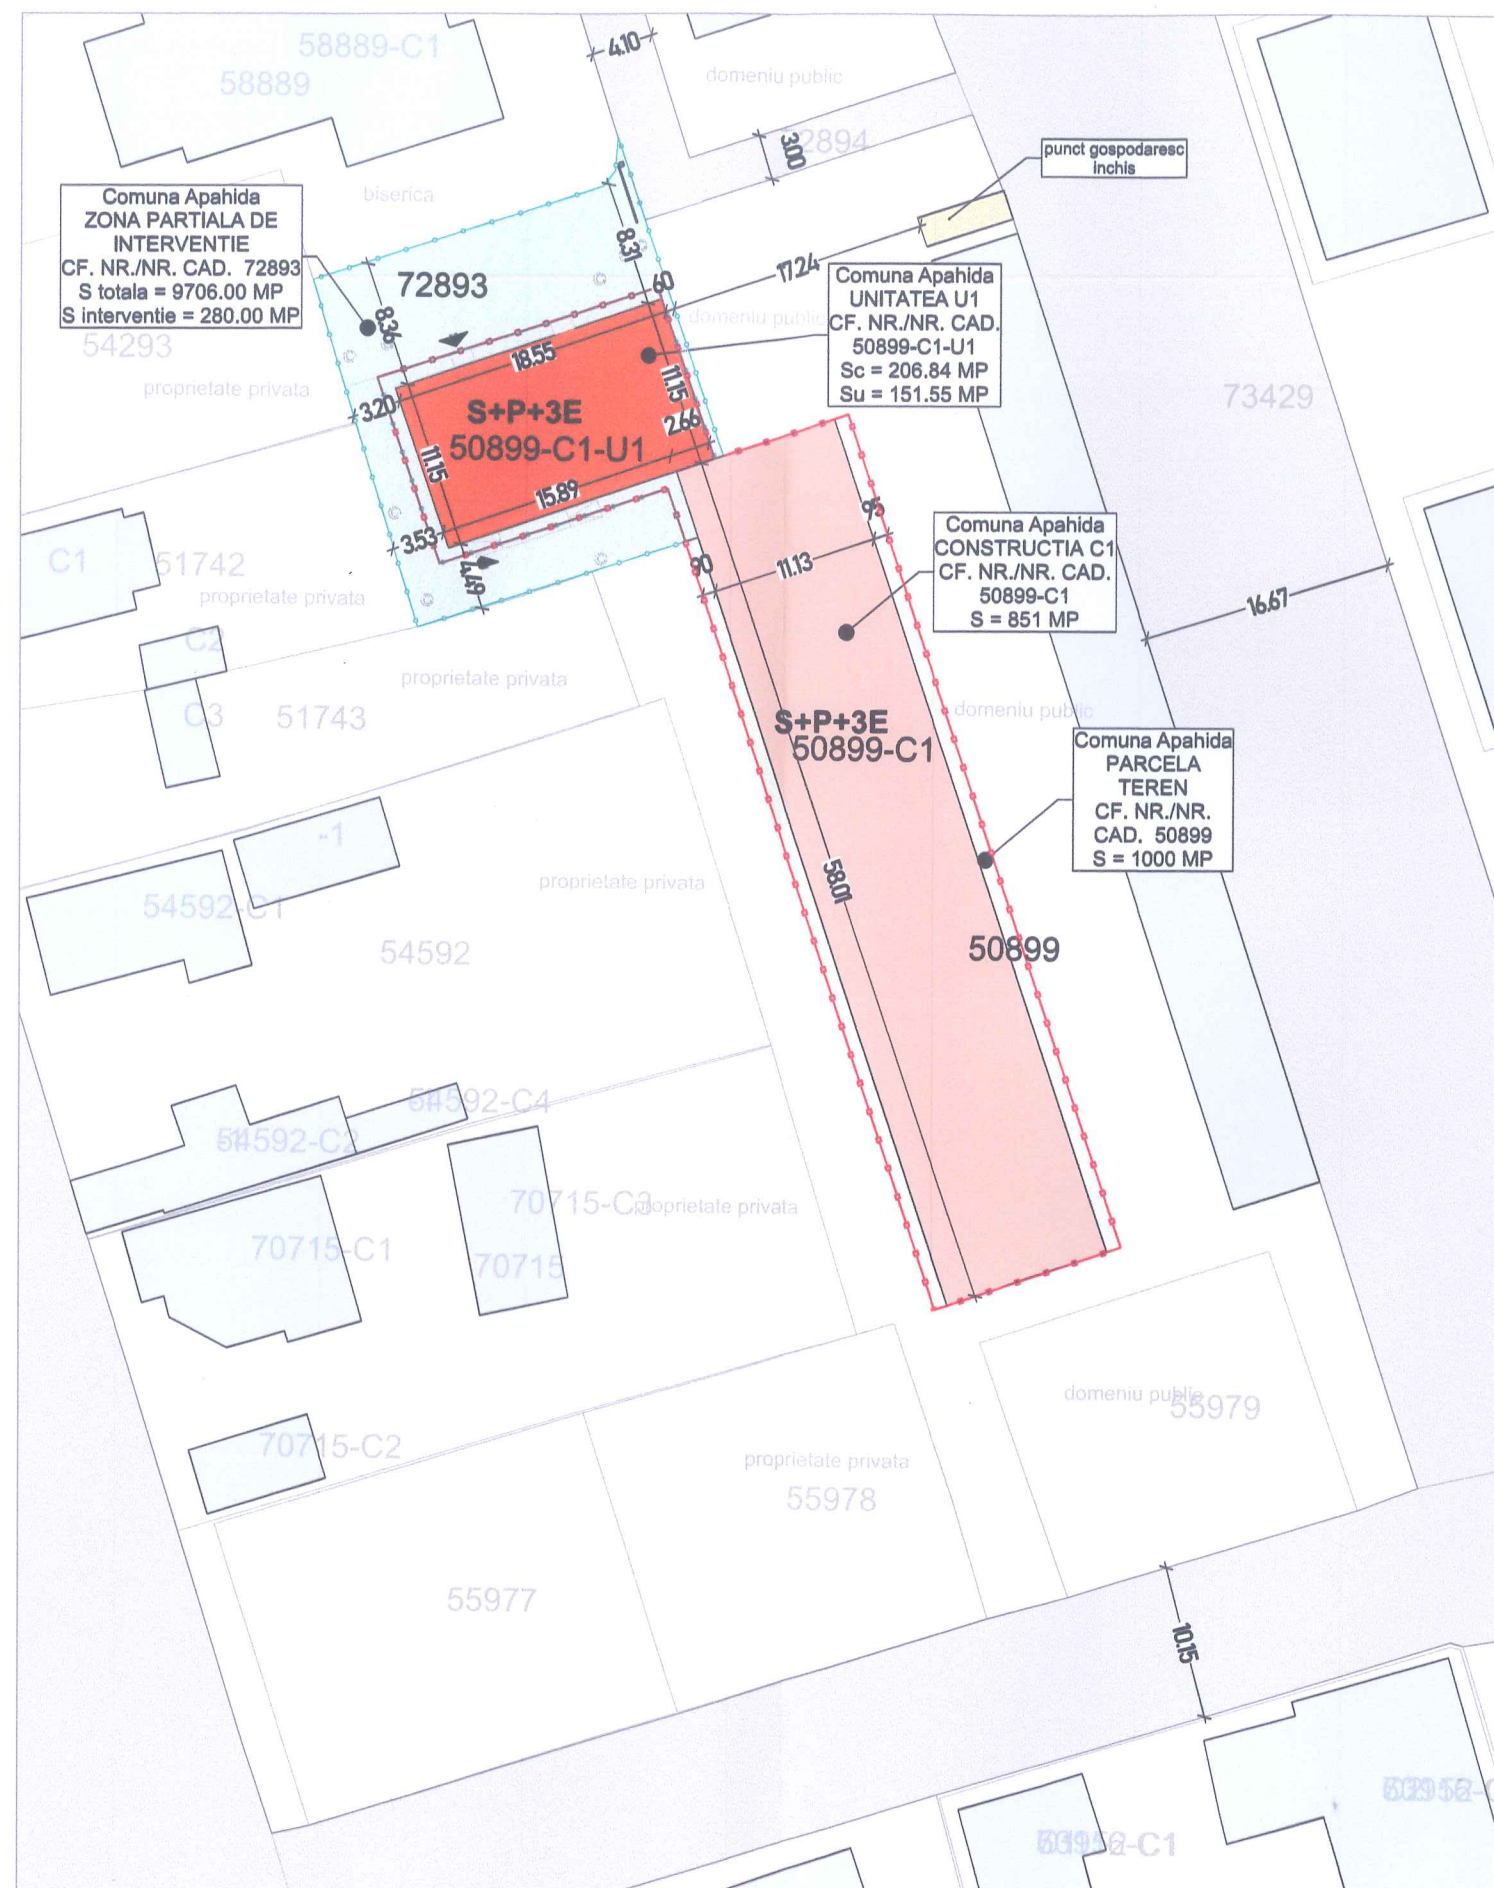 58889-C1
58889
4.10
domeniu public
72894
3.00
punct gospodaresc
inchis
biserica
Comuna Apahida
ZONA PARTIALA DE
INTERVENTIE
CF. NR./NR. CAD. 72893
S totala = 9706.00 MP
S interventie = 280.00 MP
8.31
17.24
72893
60
8.36
domeniu public
Comuna Apahida
UNITATEA U1
CF. NR./NR. CAD.
50899-C1-U1
Sc = 206.84 MP
Su = 151.55 MP
54293
proprietate privata
18.55
11.15
73429
3.20
S+P+3E
50899-C1-U1
2.66
11.15
15.89
3.53
4.49
95
90
11.13
Comuna Apahida
CONSTRUCTIA C1
CF. NR./NR. CAD.
50899-C1
S = 851 MP
16.67
C1
51742
proprietate privata
C2
proprietate privata
C3
51743
domeniu public
S+P+3E
50899-C1
Comuna Apahida
PARCELA
TEREN
CF. NR./NR.
CAD. 50899
S = 1000 MP
-1
58.01
proprietate privata
54592-C1
54592
50899
54592-C4
54592-C2
70715-C3
proprietate privata
70715-C1
70715
domeniu public
55979
70715-C2
proprietate privata
55978
55977
10.15